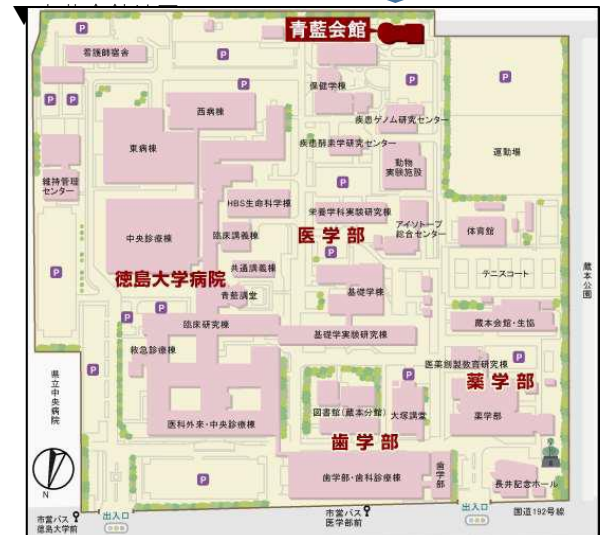 青藍会館
P
看護師宿舎
P
P
P
保健学棟
P
P
P
P
P
西病棟
疾患ゲノム研究センター
東病棟
疾患酵素学研究センター
運動場
動物
実験施設
維持管理
センター
P
HBS生命科学棟
栄養学科実験研究棟
アイソトープ
総合センター
体育館
中央診療棟
臨床講義棟
医学部
P
P
共通講義棟
テニスコート
蔵本公園
徳島大学病院
基礎学棟
青藍講堂
P
P
臨床研究棟
蔵本会館・生協
基礎学実験研究棟
救急診療棟
医薬創製教育研究棟
P
P
県立中央病院
P
薬学部
図書館(蔵本分館)
大塚講堂
薬学部
医科外来・中央診療棟
歯学部
N
P
歯学部・歯科診療棟
歯学部
長井記念ホール
市営バス
徳島大学前
出入口
市営バス
医学部前
出入口
国道192号線